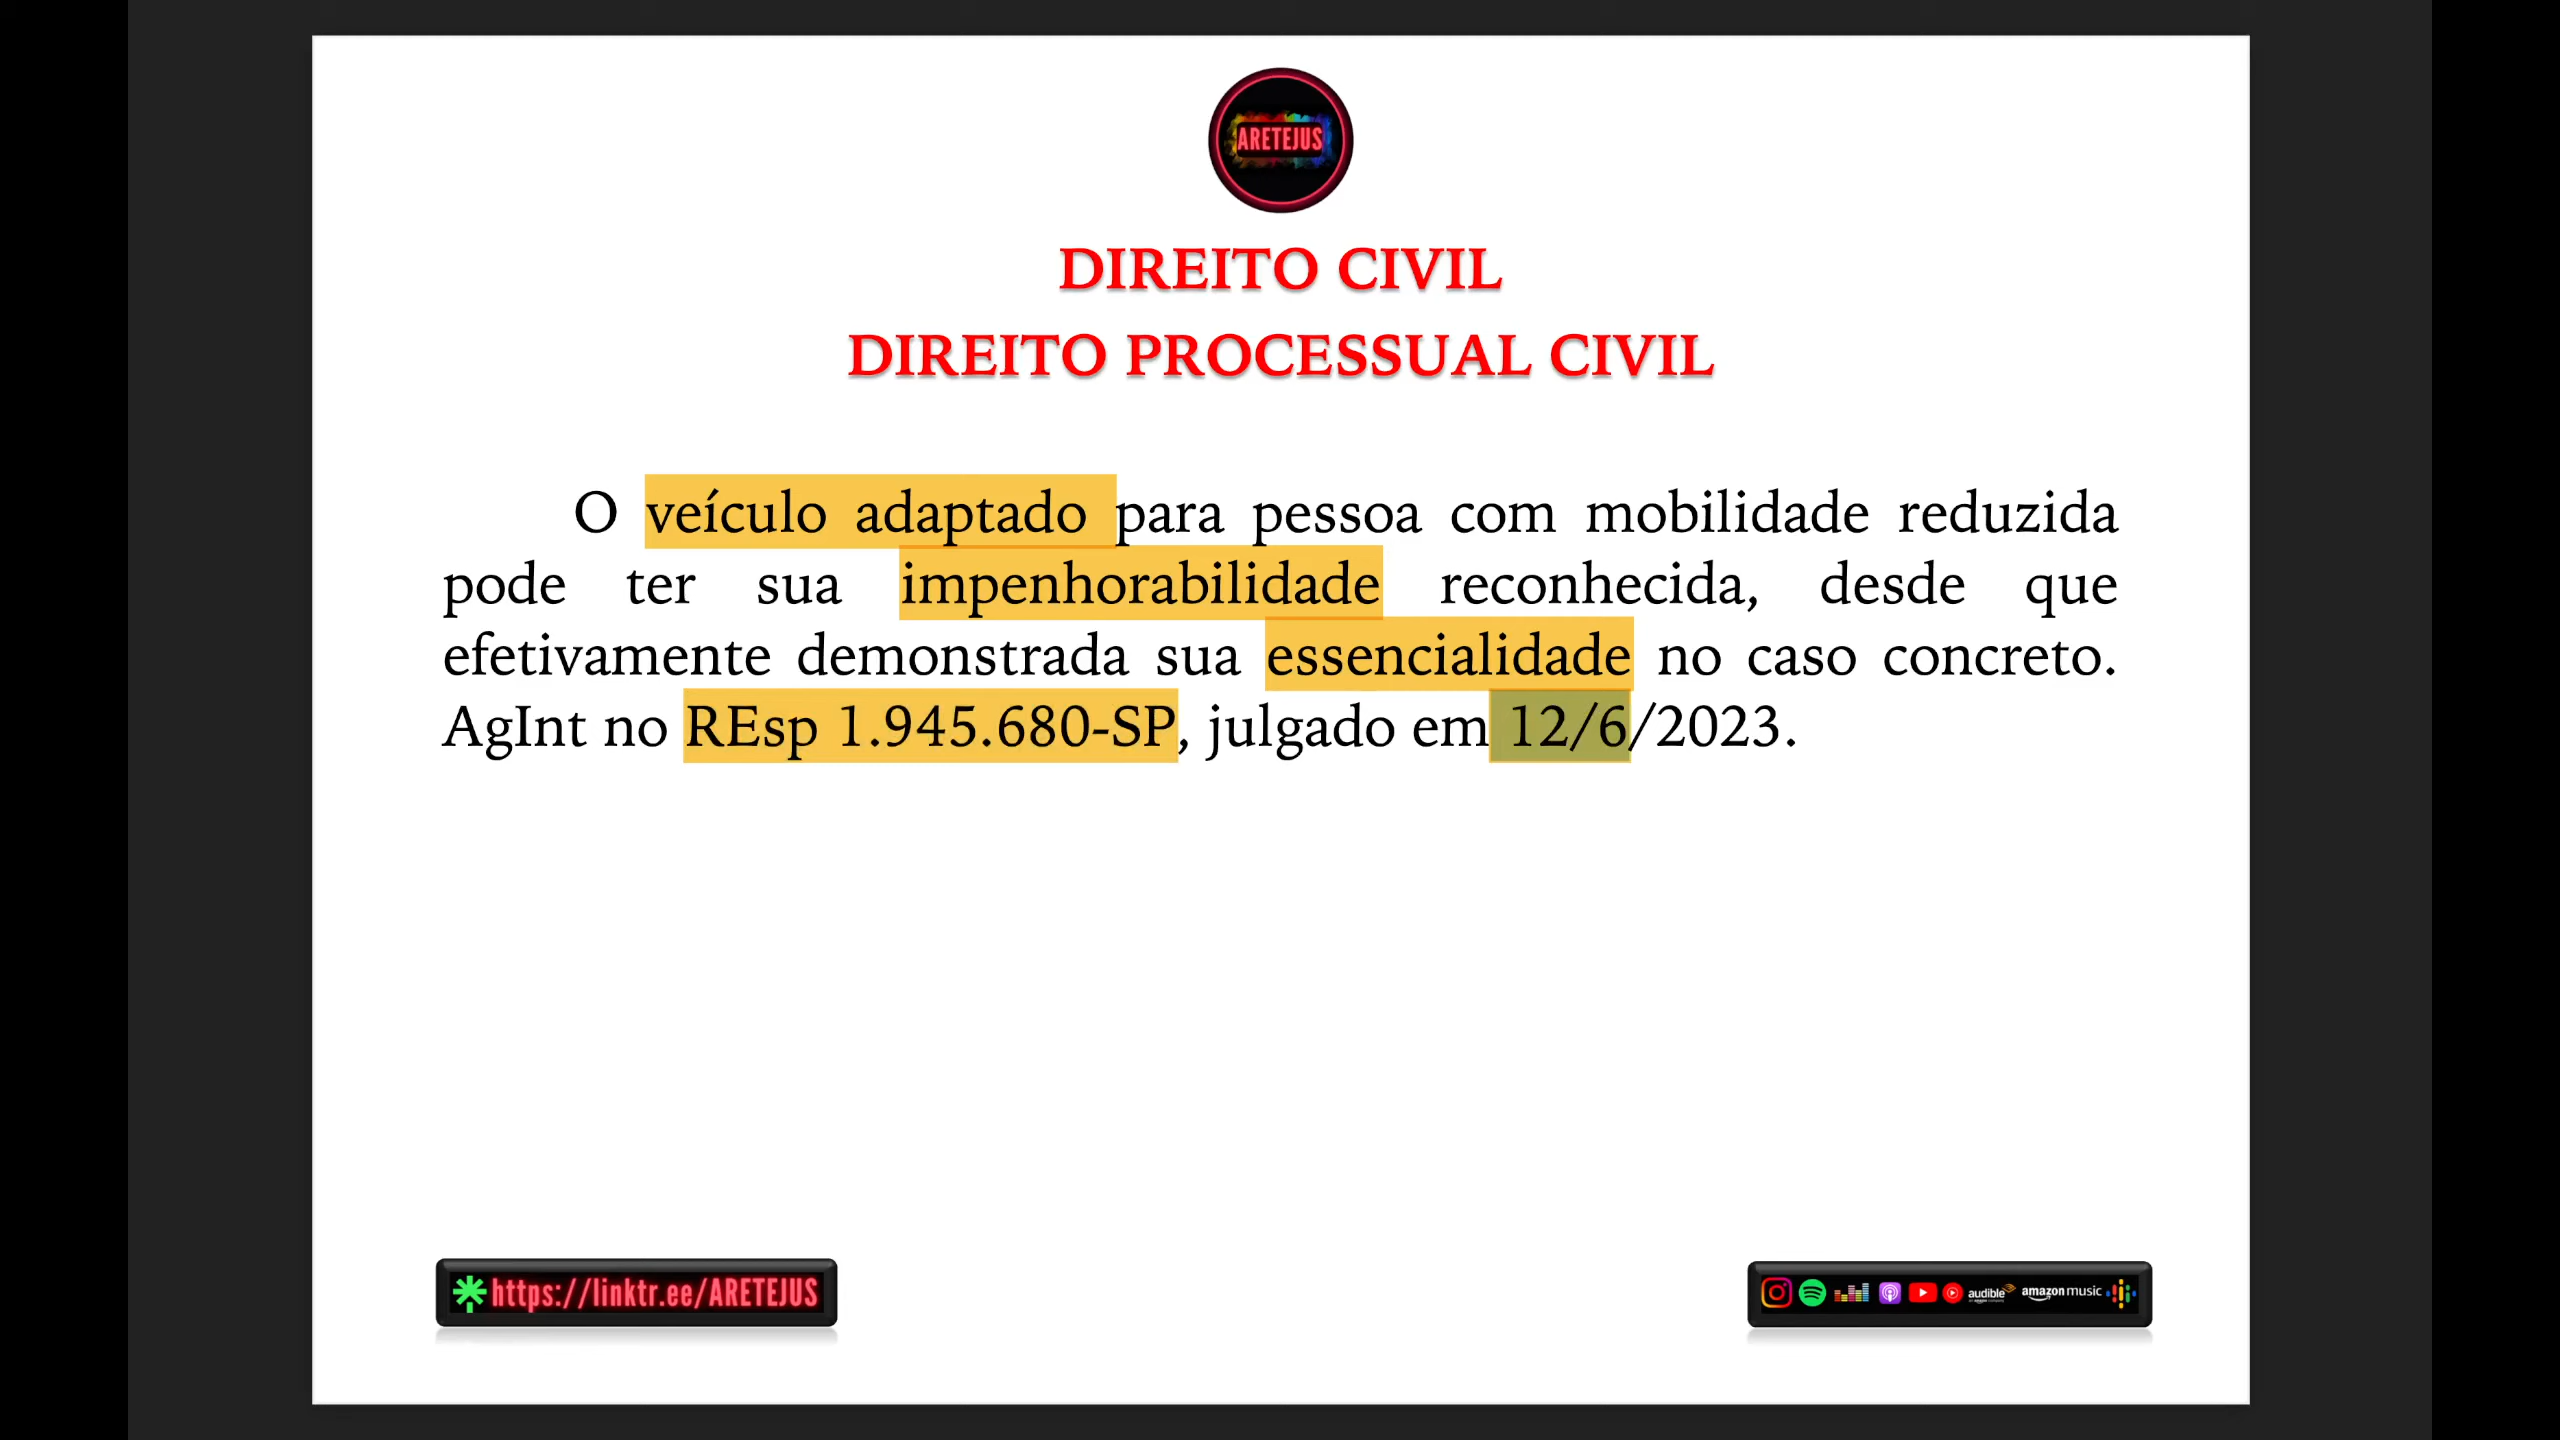 ARETEJUS
DIREITO CIVIL
DIREITO PROCESSUAL CIVIL
O veículo adaptado para pessoa com mobilidade reduzida
pode ter sua impenhorabilidade reconhecida, desde que
efetivamente demonstrada sua essencialidade no caso concreto.
AgInt no REsp 1.945.680-SP, julgado em 12/6/2023.
https://linktr.ee/ARETEJUS
audible amazon music